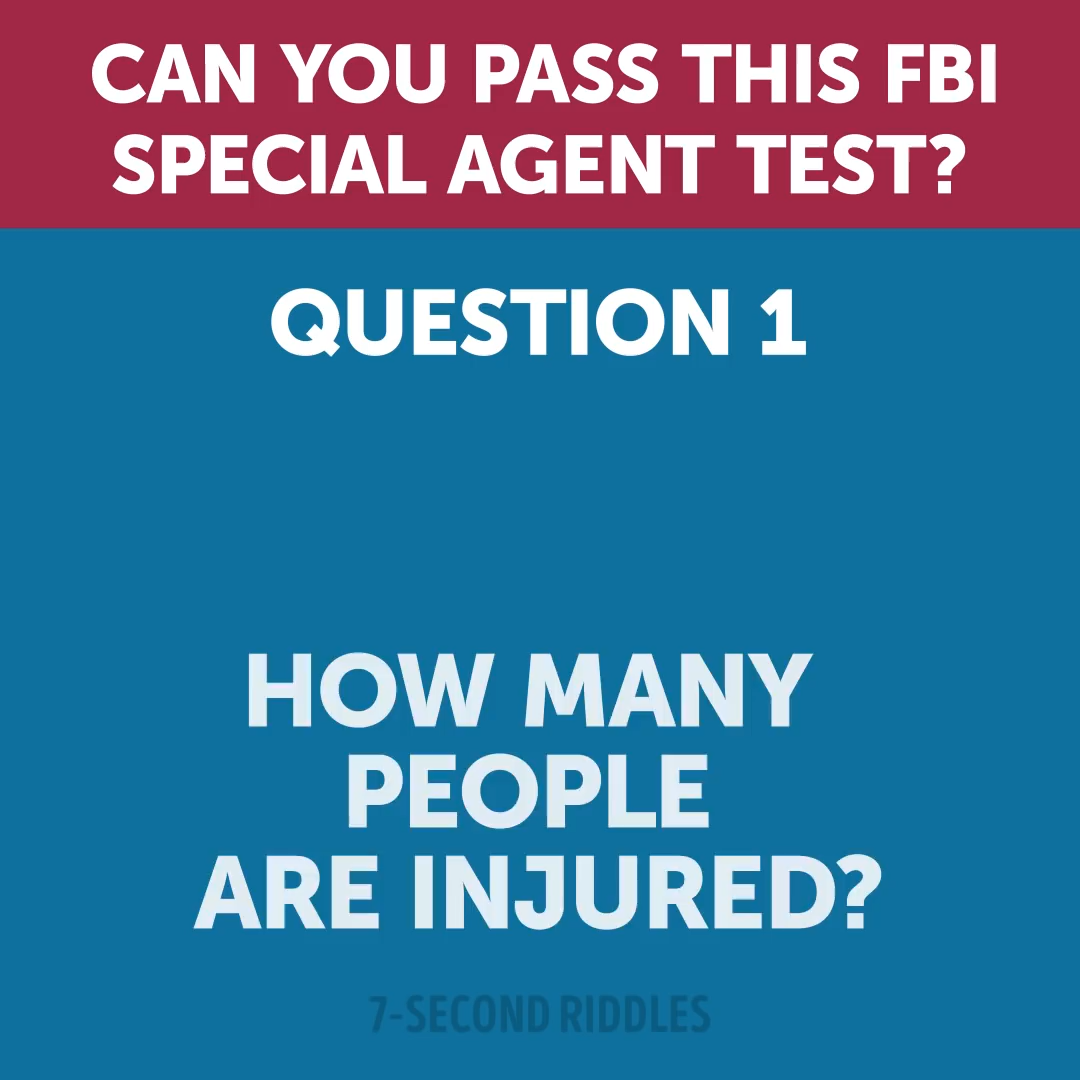 CAN YOU PASS THIS FBI
SPECIAL AGENT TEST?
QUESTION 1
HOW MANY
PEOPLE
ARE INJURED?
7-SECOND RIDDLES